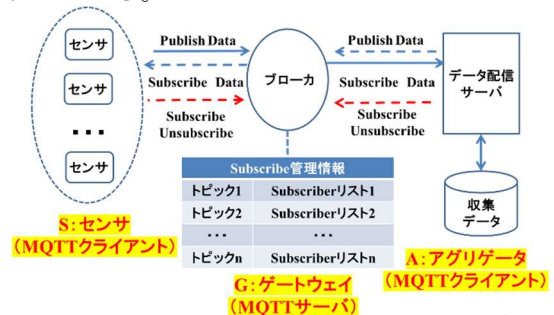 センサ
センサ
・・・
センサ
S：センサ
（MQTTクライアント）
Publish Data
Subscribe Data
Subscribe
Unsubscribe
ブローカ
Publish Data
Subscribe Data
Subscribe
Unsubscribe
データ配信
サーバ
収集
データ
Subscribe管理情報
トピック1 Subscriberリスト1
トピック2 Subscriberリスト2
・・・ ・・・
トピックn Subscriberリストn
G：ゲートウェイ
（MQTTサーバ）
A：アグリゲータ
（MQTTクライアント）